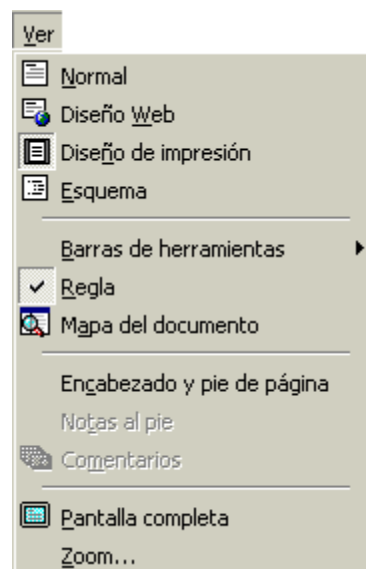 Ver
Normal
Diseño Web
Diseño de impresión
Esquema
Barras de herramientas
Regla
Mapa del documento
Encabezado y pie de página
Notas al pie
Comentarios
Pantalla completa
Zoom...